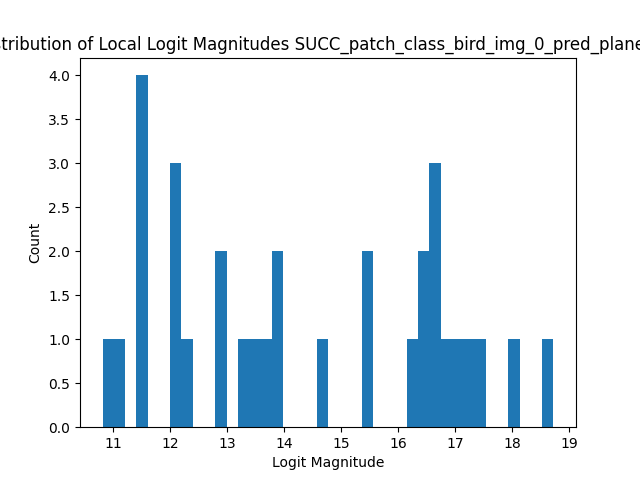 stribution of Local Logit Magnitudes SUCC_patch_class_bird_img_0_pred_plane
4.0
3.5
3.0
2.5
2.0
1.5
1.0
0.5
0.0
Count
11 12 13 14 15 16 17 18 19
Logit Magnitude